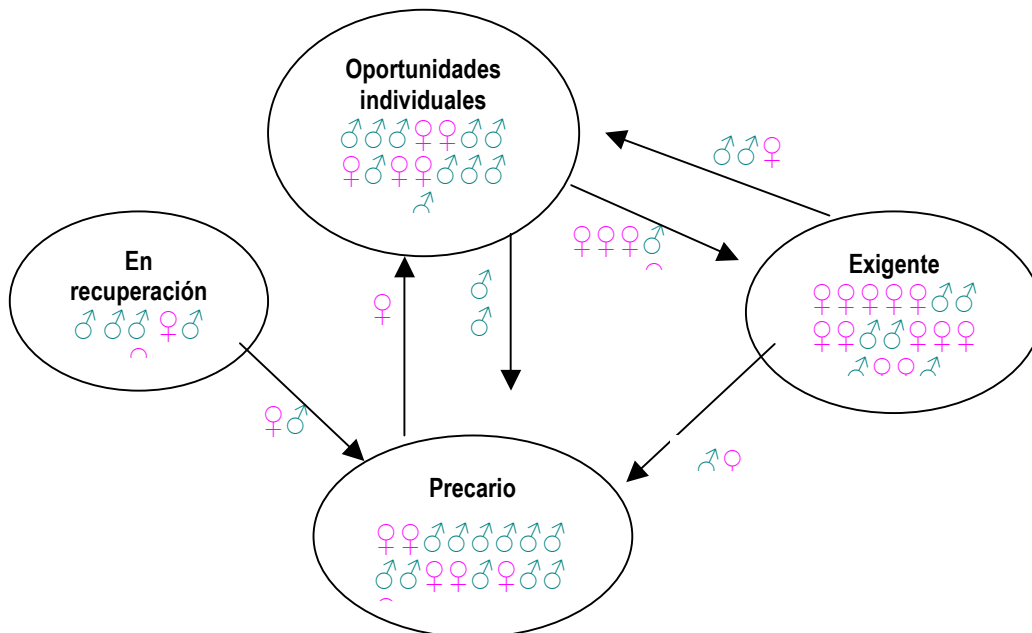 Oportunidades
individuales
En
recuperación
Exigente
Precario